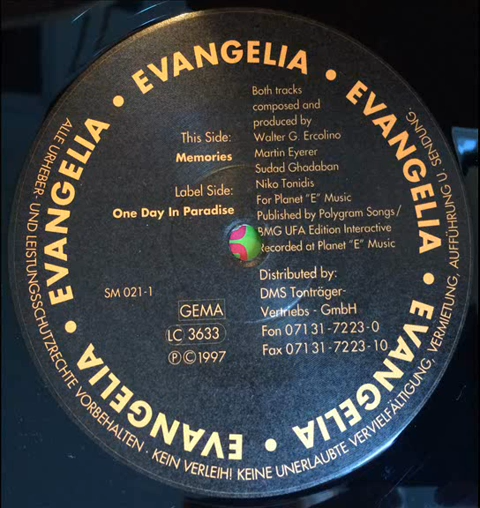 EVANGELIA • EVANGELIA • EVANGELIA • EVANGELIA • EVANGELIA • EVANGELIA •
ALLE URHEBER- UND LEISTUNGSSCHUTZRECHTE VORBEHALTEN · KEIN VERLEIH! KEINE UNERLAUBTE VERVIELFÄLTIGUNG, VERMIETUNG, AUFFÜHRUNG U. SENDUNG.
This Side:
Memories
Label Side:
One Day In Paradise
Both tracks
composed and
produced by
Walter G. Ercolino
Martin Eyerer
Sudad Ghadaban
Niko Tonidis
For Planet "E" Music
Published by Polygram Songs/
BMG UFA Edition Interactive
Recorded at Planet "E" Music
SM 021-1
GEMA
LC 3633
Ⓟ©1997
Distributed by:
DMS Tonträger-
Vertriebs - GmbH
Fon 07131-7223-0
Fax 07131-7223-10